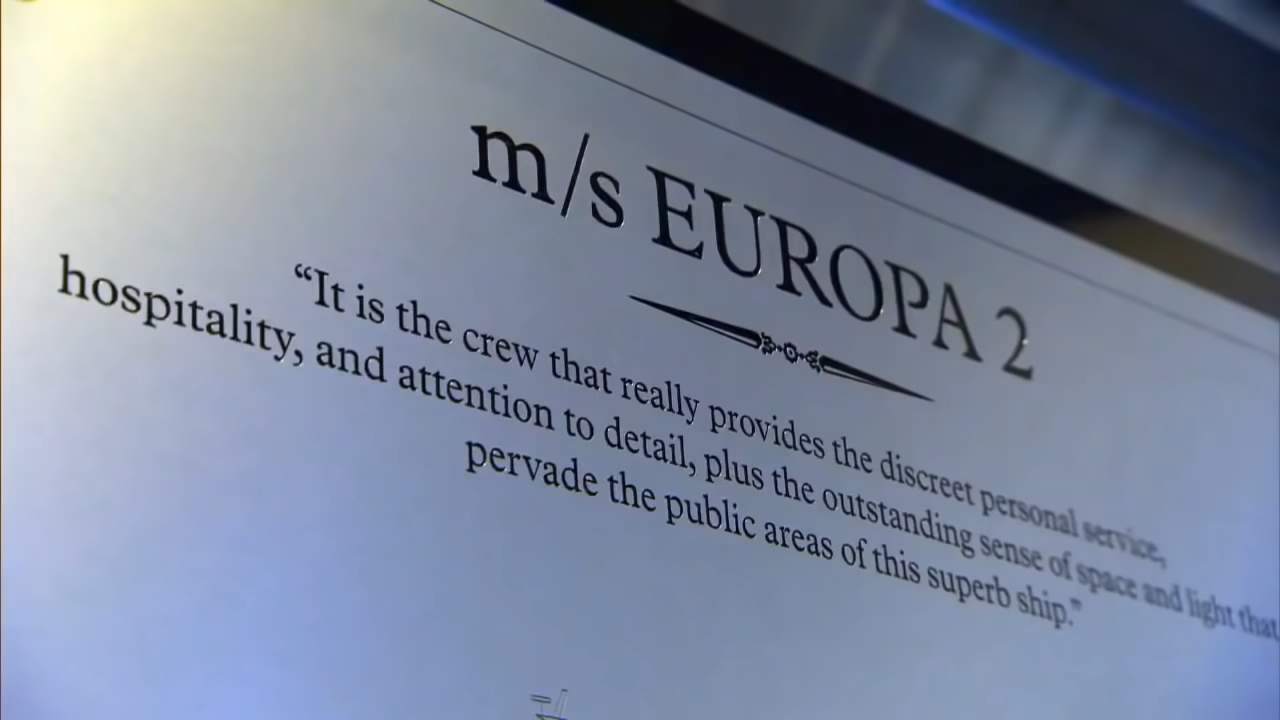 m/s EUROPA 2
“It is the crew that really provides the discreet personal service,
hospitality, and attention to detail, plus the outstanding sense of space and light that
pervade the public areas of this superb ship.”